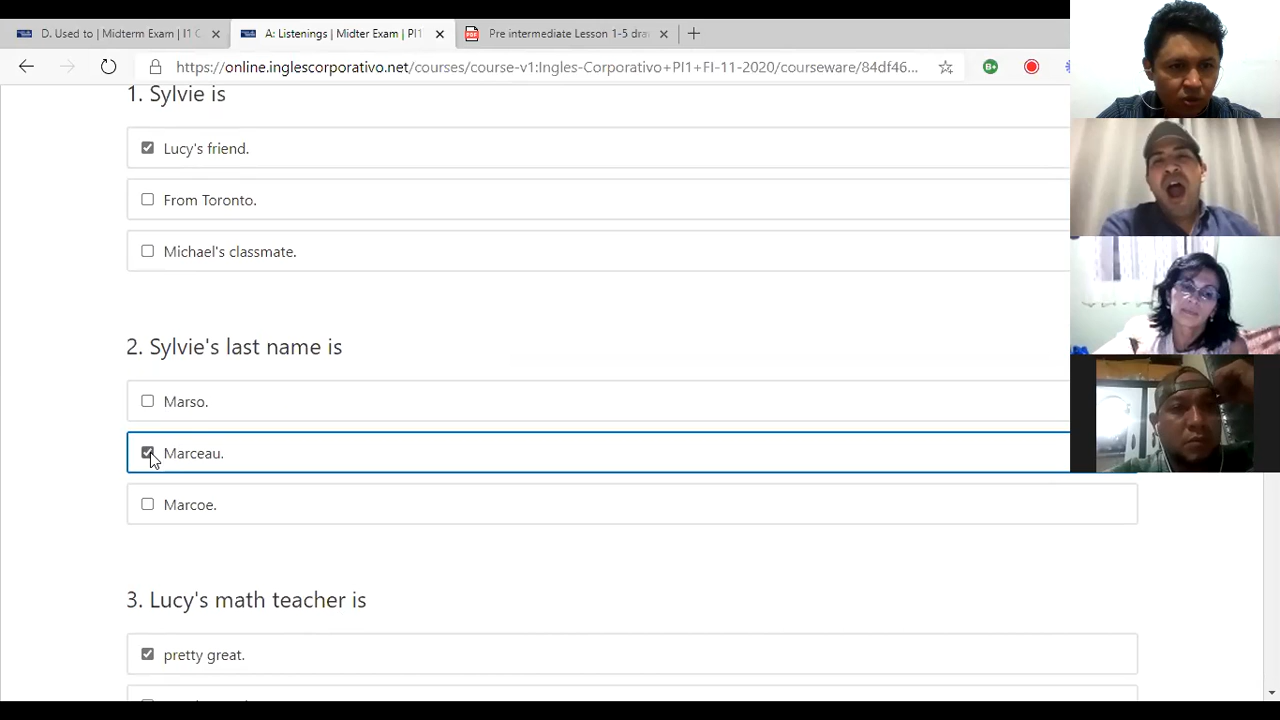 D. Used to | Midterm Exam | I1 C
A: Listenings | Midter Exam | PI1
Pre intermediate Lesson 1-5 dra
https://online.inglescorporativo.net/courses/course-v1:Ingles-Corporativo+PI1+FI-11-2020/courseware/84df46...
1. Sylvie is
Lucy's friend.
From Toronto.
Michael's classmate.
2. Sylvie's last name is
Marso.
Marceau.
Marcoe.
3. Lucy's math teacher is
pretty great.